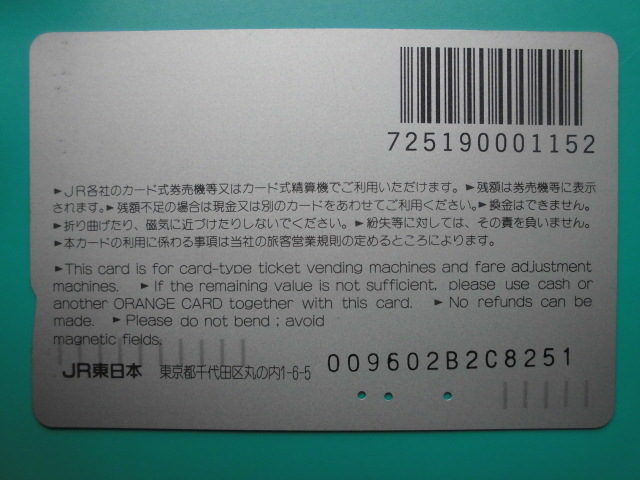 725190001152
►JR各社のカード式券売機等又はカード式精算機でご利用いただけます。►残額は券売機等に表示
されます。►残額不足の場合は現金又は別のカードをあわせてご利用ください。►換金はできません。
►折り曲げたり、磁気に近づけたりしないでください。►紛失等に対しては、その責を負いません。
►本カードの利用に係わる事項は当社の旅客営業規則の定めるところによります。
►This card is for card-type ticket vending machines and fare adjustment
machines. ►If the remaining value is not sufficient, please use cash or
another ORANGE CARD together with this card. ►No refunds can be
made. ►Please do not bend; avoid
magnetic fields.
009602B2C8251
JR東日本 東京都千代田区丸の内1-6-5